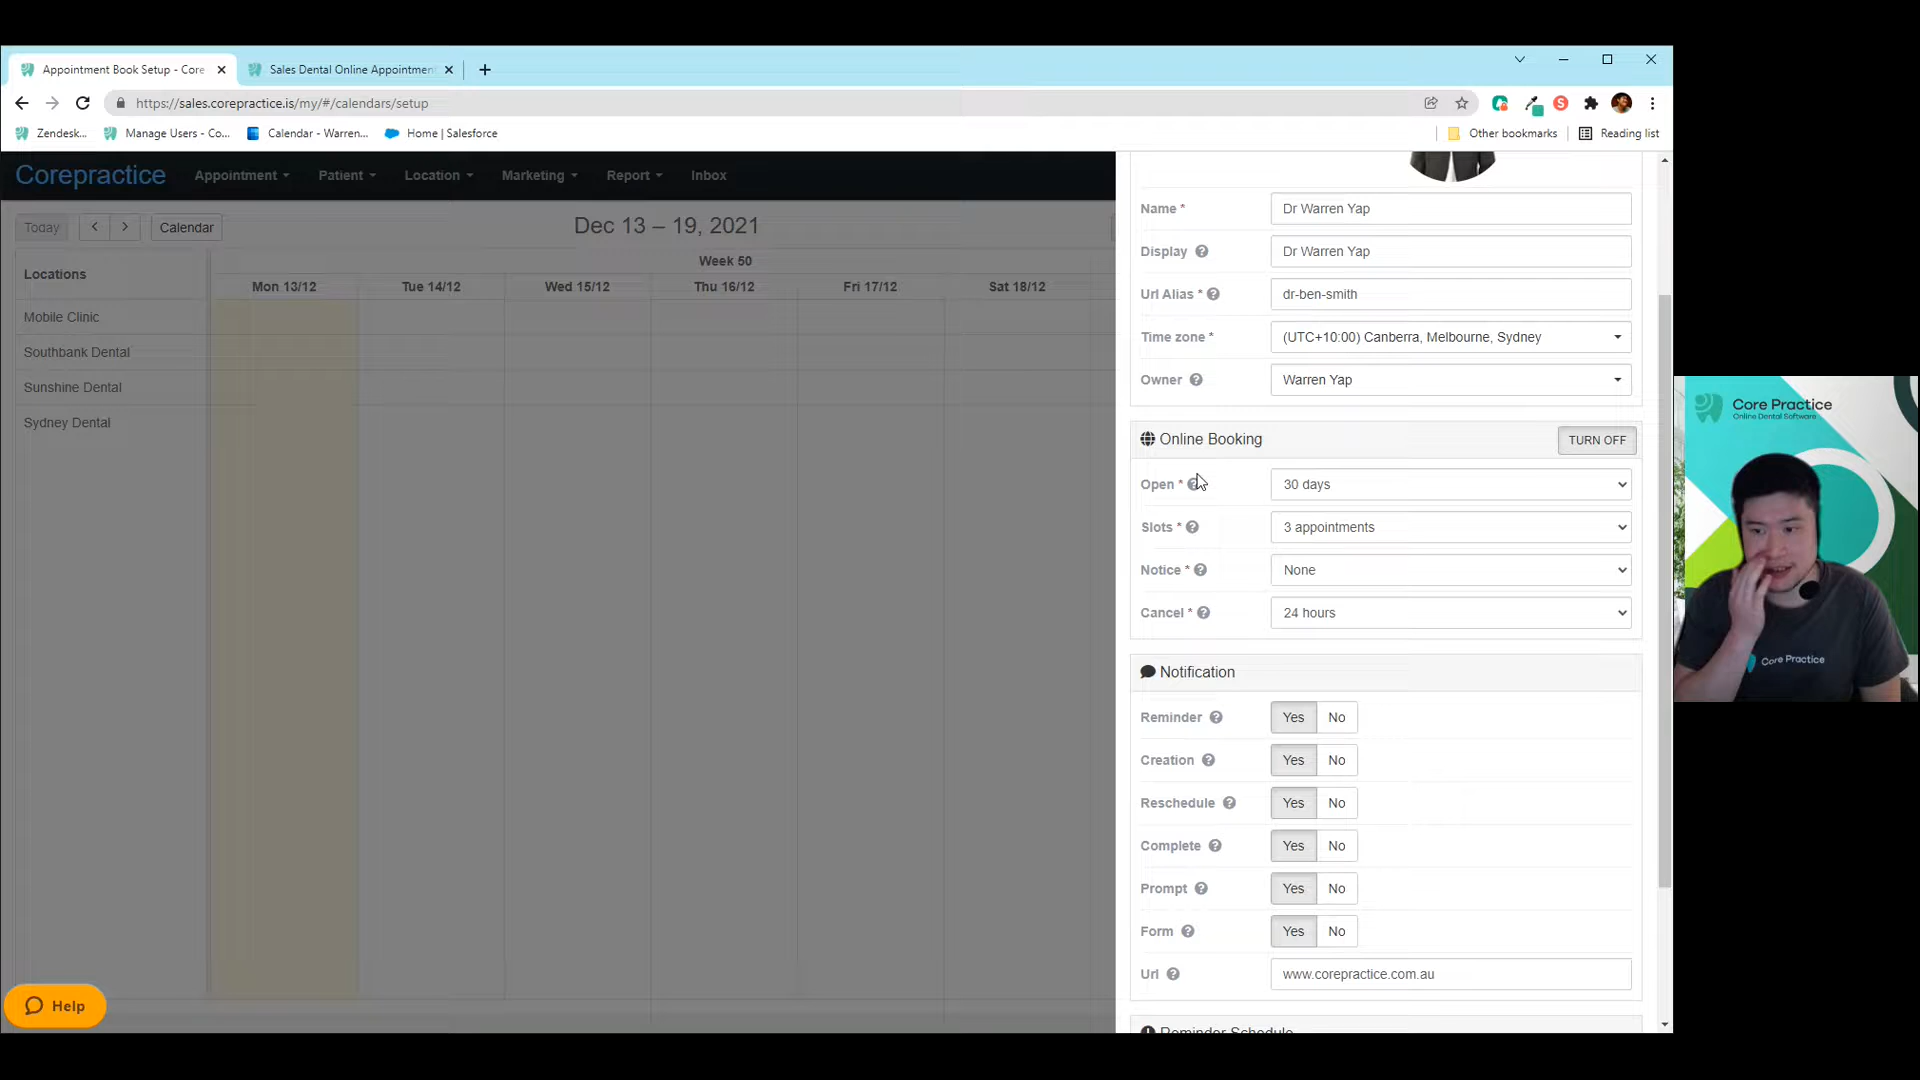 Appointment Book Setup - Core
Sales Dental Online Appointmen
https://sales.corepractice.is/my/#/calendars/setup
Zendesk...
Manage Users - Co...
Calendar - Warren...
Home | Salesforce
Other bookmarks
Reading list
Corepractice
Appointment
Patient
Location
Marketing
Report
Inbox
Today
Calendar
Dec 13 – 19, 2021
Locations
Week 50
Mon 13/12
Tue 14/12
Wed 15/12
Thu 16/12
Fri 17/12
Sat 18/12
Mobile Clinic
Southbank Dental
Sunshine Dental
Sydney Dental
Help
Name * Dr Warren Yap
Display Dr Warren Yap
Url Alias * dr-ben-smith
Time zone * (UTC+10:00) Canberra, Melbourne, Sydney
Owner Warren Yap
Online Booking TURN OFF
Open * 30 days
Slots * 3 appointments
Notice * None
Cancel * 24 hours
Notification
Reminder Yes No
Creation Yes No
Reschedule Yes No
Complete Yes No
Prompt Yes No
Form Yes No
Url www.corepractice.com.au
Reminder Schedule
Core Practice
Online Dental Software
Core Practice